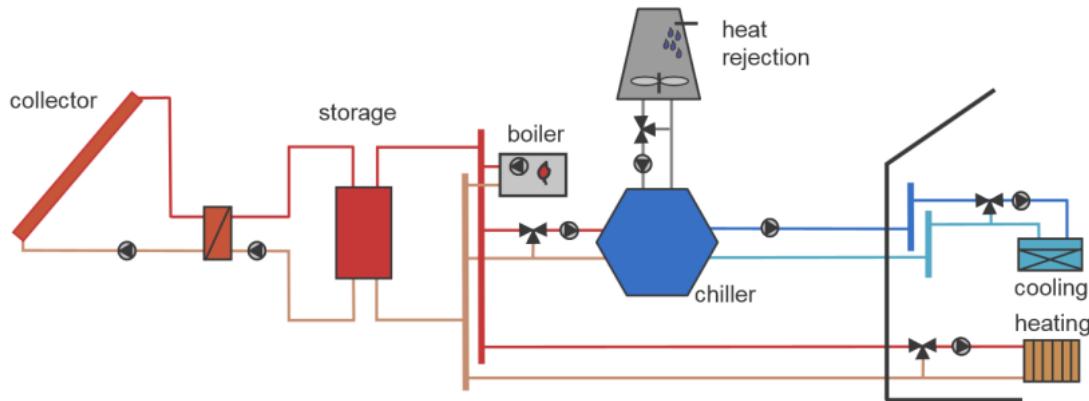 heat
rejection
collector
storage
boiler
chiller
cooling
heating